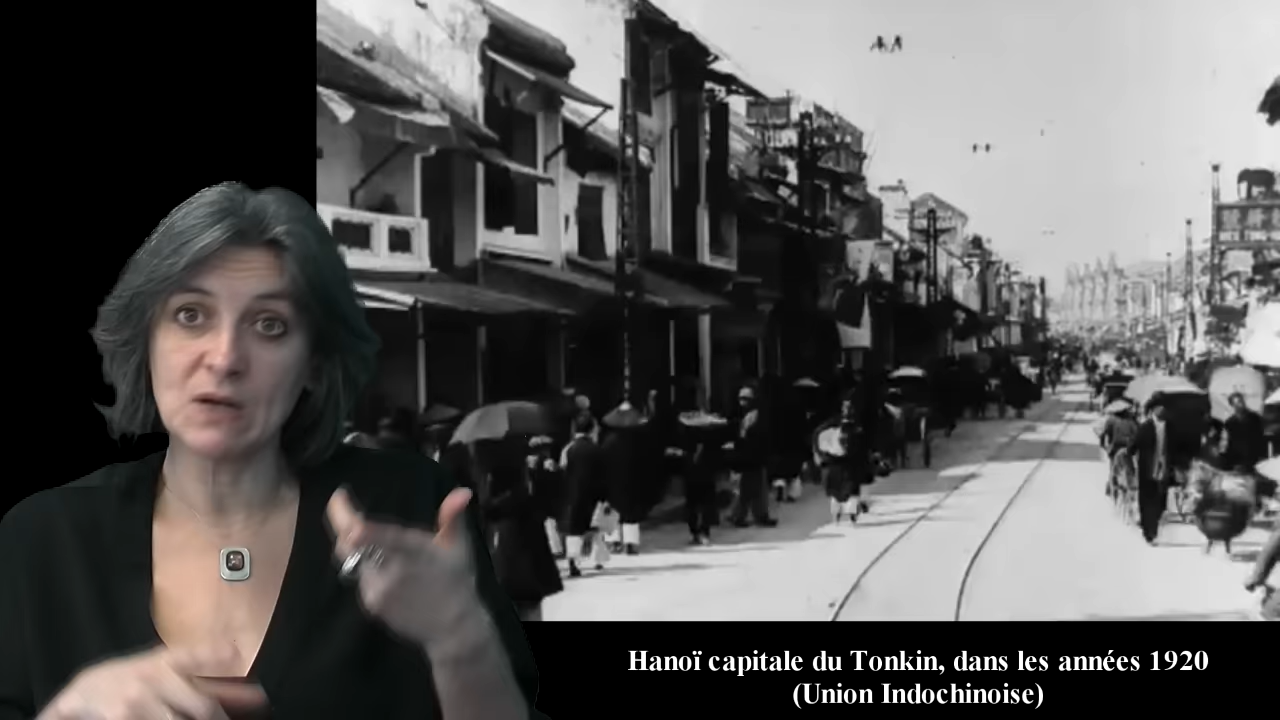 Hanoï capitale du Tonkin, dans les années 1920
(Union Indochinoise)